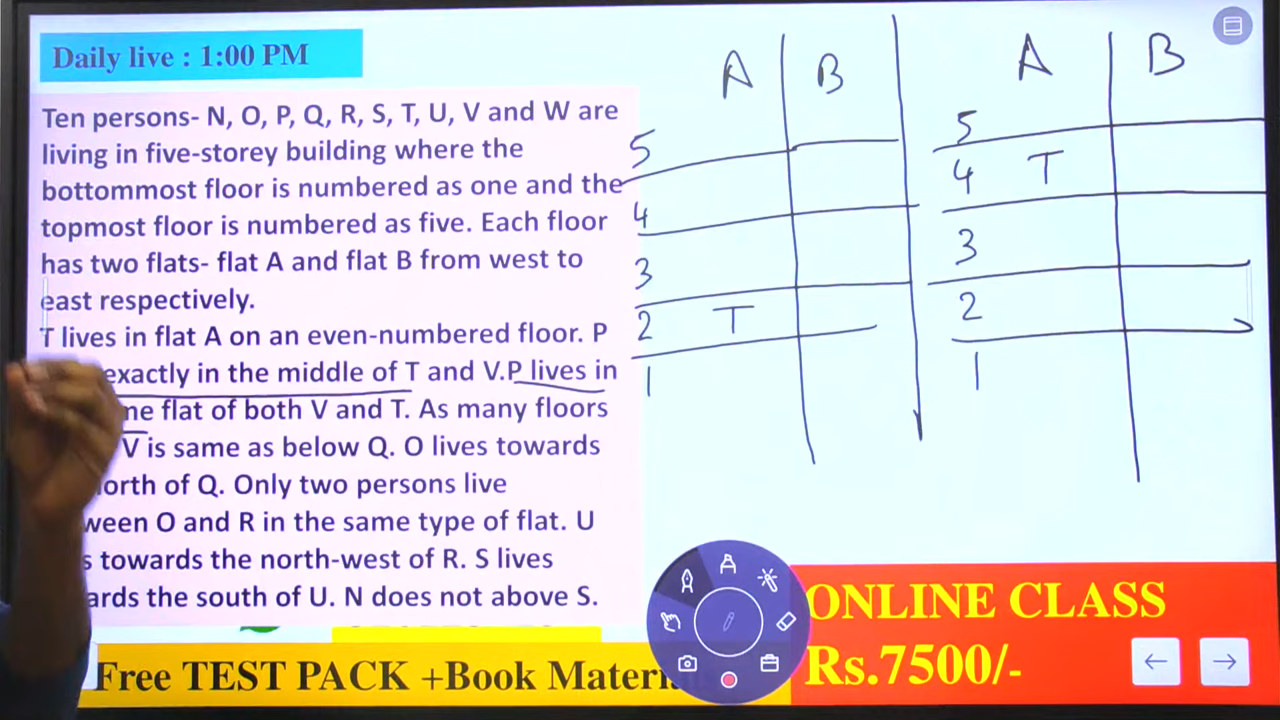 Daily live : 1:00 PM
Ten persons- N, O, P, Q, R, S, T, U, V and W are
living in five-storey building where the
bottommost floor is numbered as one and the
topmost floor is numbered as five. Each floor
has two flats- flat A and flat B from west to
east respectively.
T lives in flat A on an even-numbered floor. P
exactly in the middle of T and V.P lives in
flat of both V and T. As many floors
V is same as below Q. O lives towards
of Q. Only two persons live
O and R in the same type of flat. U
towards the north-west of R. S lives
the south of U. N does not above S.
A B
5
4
3
2 T
1
A B
5
4 T
3
2
1
Free TEST PACK +Book Materi
ONLINE CLASS
Rs.7500/-